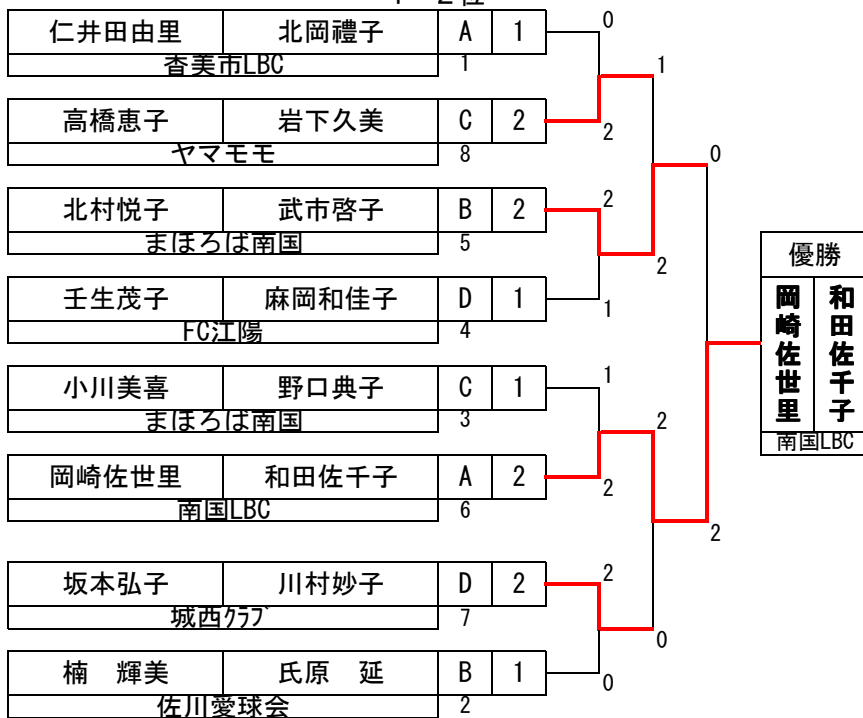 仁井田由里 北岡禮子 A 1 0
香美市LBC 1 1
高橋恵子 岩下久美 C 2 2
ヤマモモ 8 0
北村悦子 武市啓子 B 2 2
まほろば南国 5 2
優勝
壬生茂子 麻岡和佳子 D 1 1
FC江陽 4
岡崎佐世里 和田佐千子
南国LBC
小川美喜 野口典子 C 1 1
まほろば南国 3 2
岡崎佐世里 和田佐千子 A 2 2
南国LBC 6 2
坂本弘子 川村妙子 D 2 2
城西ｸﾗﾌﾞ 7 0
楠 輝美 氏原 延 B 1 0
佐川愛球会 2